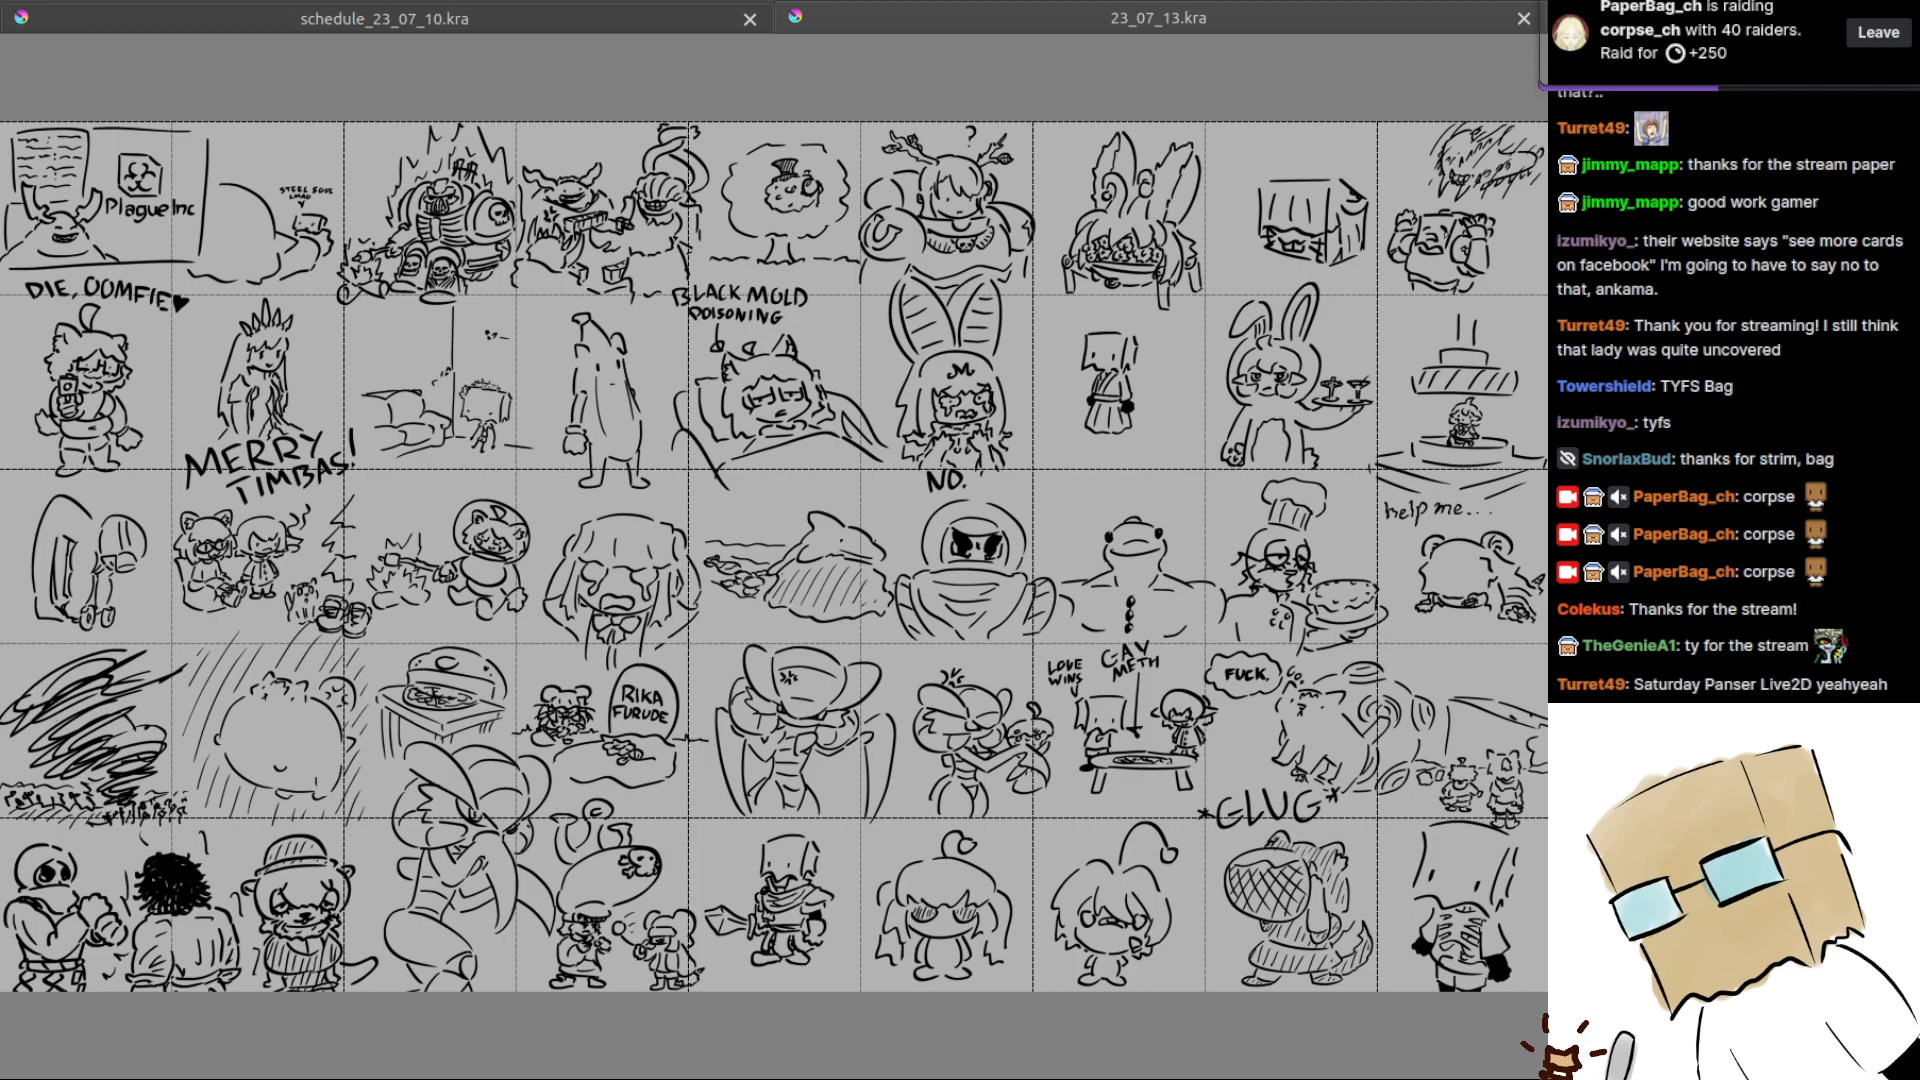 schedule_23_07_10.kra
23_07_13.kra
PaperBag_ch is raiding
corpse_ch with 40 raiders.
Raid for +250
Leave
that?..
Turret49:
jimmy_mapp: thanks for the stream paper
jimmy_mapp: good work gamer
izumikyo_: their website says "see more cards
on facebook" I'm going to have to say no to
that, ankama.
Turret49: Thank you for streaming! I still think
that lady was quite uncovered
Towershield: TYFS Bag
izumikyo_: tyfs
SnorlaxBud: thanks for strim, bag
PaperBag_ch: corpse
PaperBag_ch: corpse
PaperBag_ch: corpse
Colekus: Thanks for the stream!
TheGenieA1: ty for the stream
Turret49: Saturday Panser Live2D yeahyeah
Plague Inc
STEEL SOUL
DIE, OOMFIE
BLACK MOLD
POISONING
MERRY
TIMBAS!
NO.
help me...
RIKA
FURUDE
LOVE
WINS
GAY
METH
FUCK.
*GLUG*